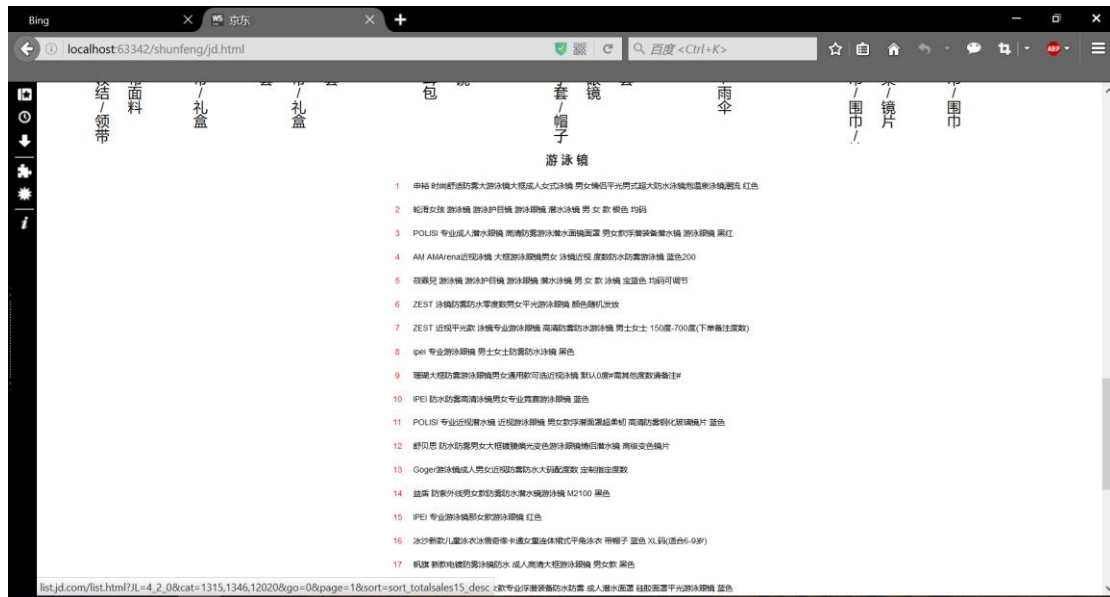 Bing
京东
localhost:63342/shunfeng/jd.html
百度 <Ctrl+K>
结/领带
面料
/礼盒
/礼盒
包
套/帽子
镜
/雨伞
/围巾/
/镜片
/围巾
游泳镜
1 申裕 时尚舒适防雾大游泳镜大框成人女式泳镜 男女情侣平光男式超大防水泳镜泡温泉泳镜潮流 红色
2 轮滑女孩 游泳镜 游泳护目镜 游泳眼镜 潜水泳镜 男 女 款 银色 均码
3 POLISI 专业成人潜水眼镜 高清防雾游泳潜水面镜面罩 男女款浮潜装备潜水镜 游泳眼镜 黑红
4 AM AMArena近视泳镜 大框游泳眼镜男女 泳镜近视 度数防水防雾游泳镜 蓝色200
5 筱霖兒 游泳镜 游泳护目镜 游泳眼镜 潜水泳镜 男 女 款 泳镜 宝蓝色 均码可调节
6 ZEST 泳镜防雾防水零度数男女平光游泳眼镜 颜色随机发放
7 ZEST 近视平光款 泳镜专业游泳眼镜 高清防雾防水游泳镜 男士女士 150度-700度(下单备注度数)
8 ipei 专业游泳眼镜 男士女士防雾防水泳镜 黑色
9 珊瑚大框防雾游泳眼镜男女通用款可选近视泳镜 默认0度#需其他度数请备注#
10 IPEI 防水防雾高清泳镜男女专业竞赛游泳眼镜 蓝色
11 POLISI 专业近视潜水镜 近视游泳眼镜 男女款浮潜面罩超柔韧 高清防雾钢化玻璃镜片 蓝色
12 舒贝思 防水防雾男女大框镀膜偏光变色游泳眼镜情侣潜水镜 高级变色镜片
13 Goger游泳镜成人男女近视防雾防水大码配度数 定制指定度数
14 益盾 防紫外线男女款防雾防水潜水镜游泳镜 M2100 黑色
15 IPEI 专业游泳镜那女款游泳眼镜 红色
16 冰沙新款儿童泳衣冰雪奇缘卡通女童连体裙式平角泳衣 带帽子 蓝色 XL码(适合6-9岁)
17 帆旗 新款电镀防雾泳镜防水 成人高清大框游泳眼镜 男女款 黑色
list.jd.com/list.html?JL=4_2_0&cat=1315,1346,12020&go=0&page=1&sort=sort_totalsales15_desc 款专业浮潜装备防水防雾 成人潜水面罩 硅胶面罩平光游泳眼镜 蓝色